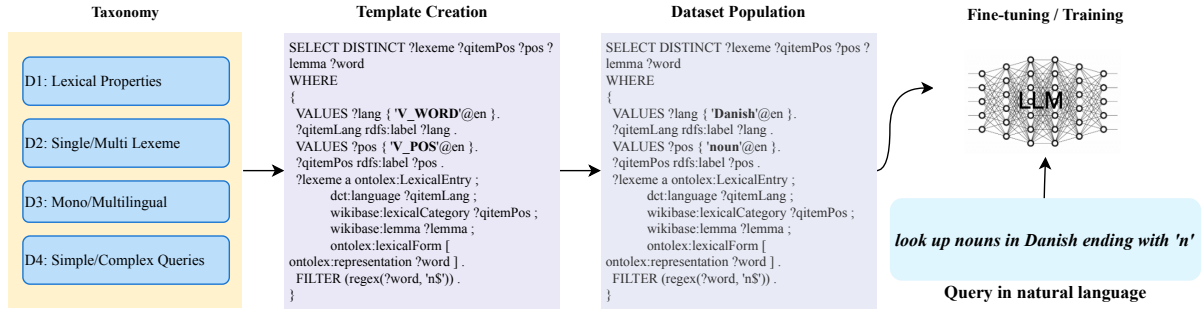 Taxonomy
D1: Lexical Properties
D2: Single/Multi Lexeme
D3: Mono/Multilingual
D4: Simple/Complex Queries
Template Creation
SELECT DISTINCT ?lexeme ?qitemPos ?pos ?
lemma ?word
WHERE
{
VALUES ?lang { 'V_WORD'@en }.
?qitemLang rdfs:label ?lang .
VALUES ?pos { 'V_POS'@en }.
?qitemPos rdfs:label ?pos .
?lexeme a ontolex:LexicalEntry ;
dct:language ?qitemLang ;
wikibase:lexicalCategory ?qitemPos ;
wikibase:lemma ?lemma ;
ontolex:lexicalForm [
ontolex:representation ?word ] .
FILTER (regex(?word, 'n$')) .
}
Dataset Population
SELECT DISTINCT ?lexeme ?qitemPos ?pos ?
lemma ?word
WHERE
{
VALUES ?lang { 'Danish'@en }.
?qitemLang rdfs:label ?lang .
VALUES ?pos { 'noun'@en }.
?qitemPos rdfs:label ?pos .
?lexeme a ontolex:LexicalEntry ;
dct:language ?qitemLang ;
wikibase:lexicalCategory ?qitemPos ;
wikibase:lemma ?lemma ;
ontolex:lexicalForm [
ontolex:representation ?word ] .
FILTER (regex(?word, 'n$')) .
}
Fine-tuning / Training
LLM
look up nouns in Danish ending with 'n'
Query in natural language